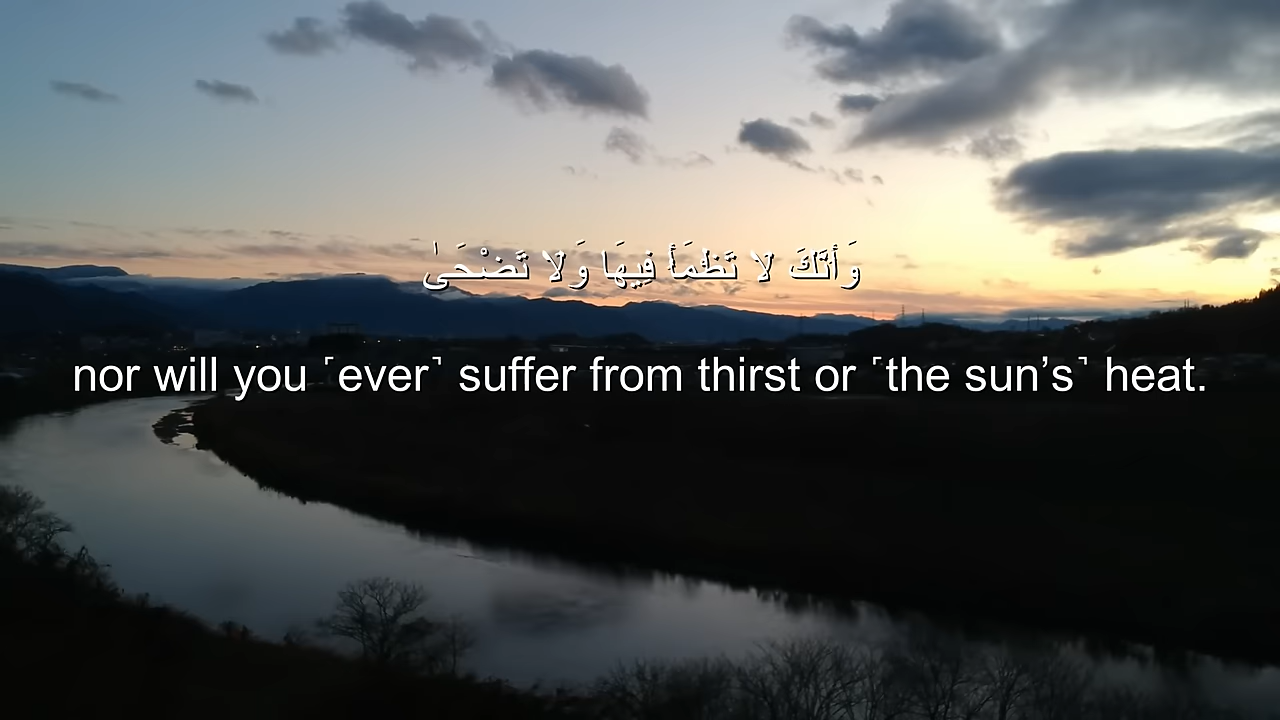 وَأَنَّكَ لَا تَظْمَأُ فِيهَا وَلَا تَضْحَىٰ
nor will you ˹ever˺ suffer from thirst or ˹the sun’s˺ heat.